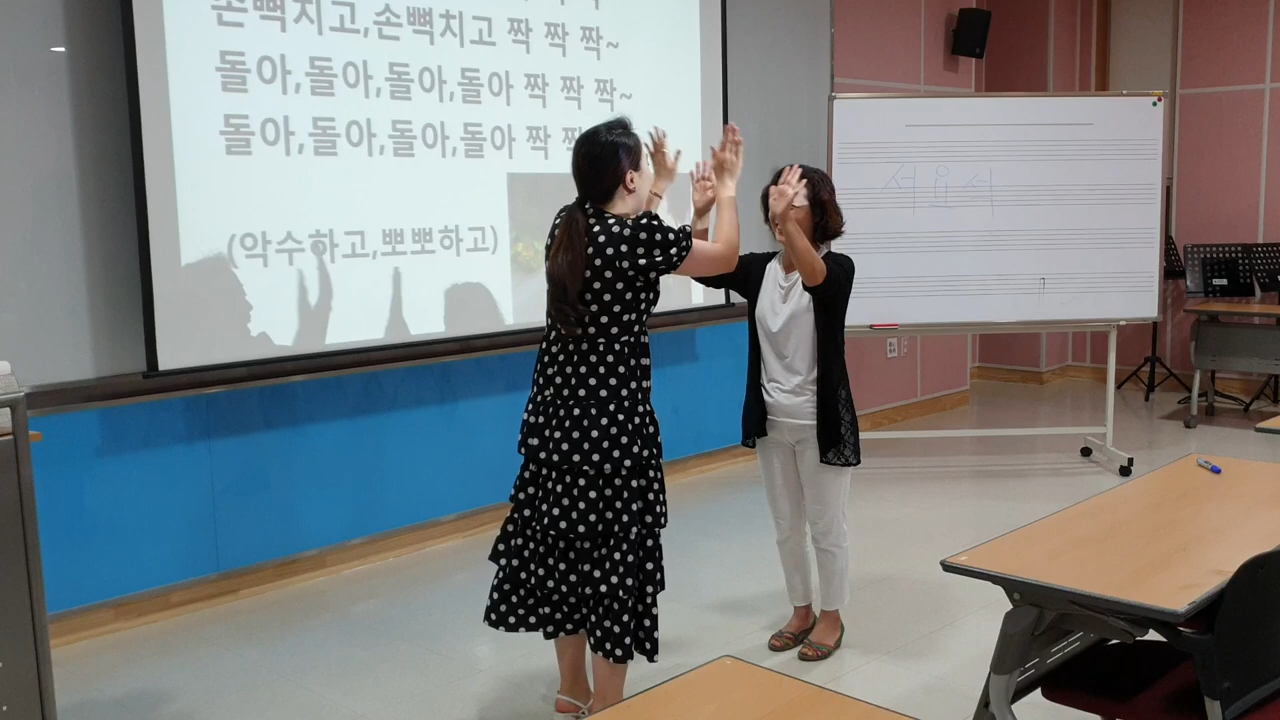 손뼉치고,손뼉치고 짝 짝 짝~
돌아,돌아,돌아,돌아 짝 짝 짝~
돌아,돌아,돌아,돌아 짝
(악수하고,뽀뽀하고)